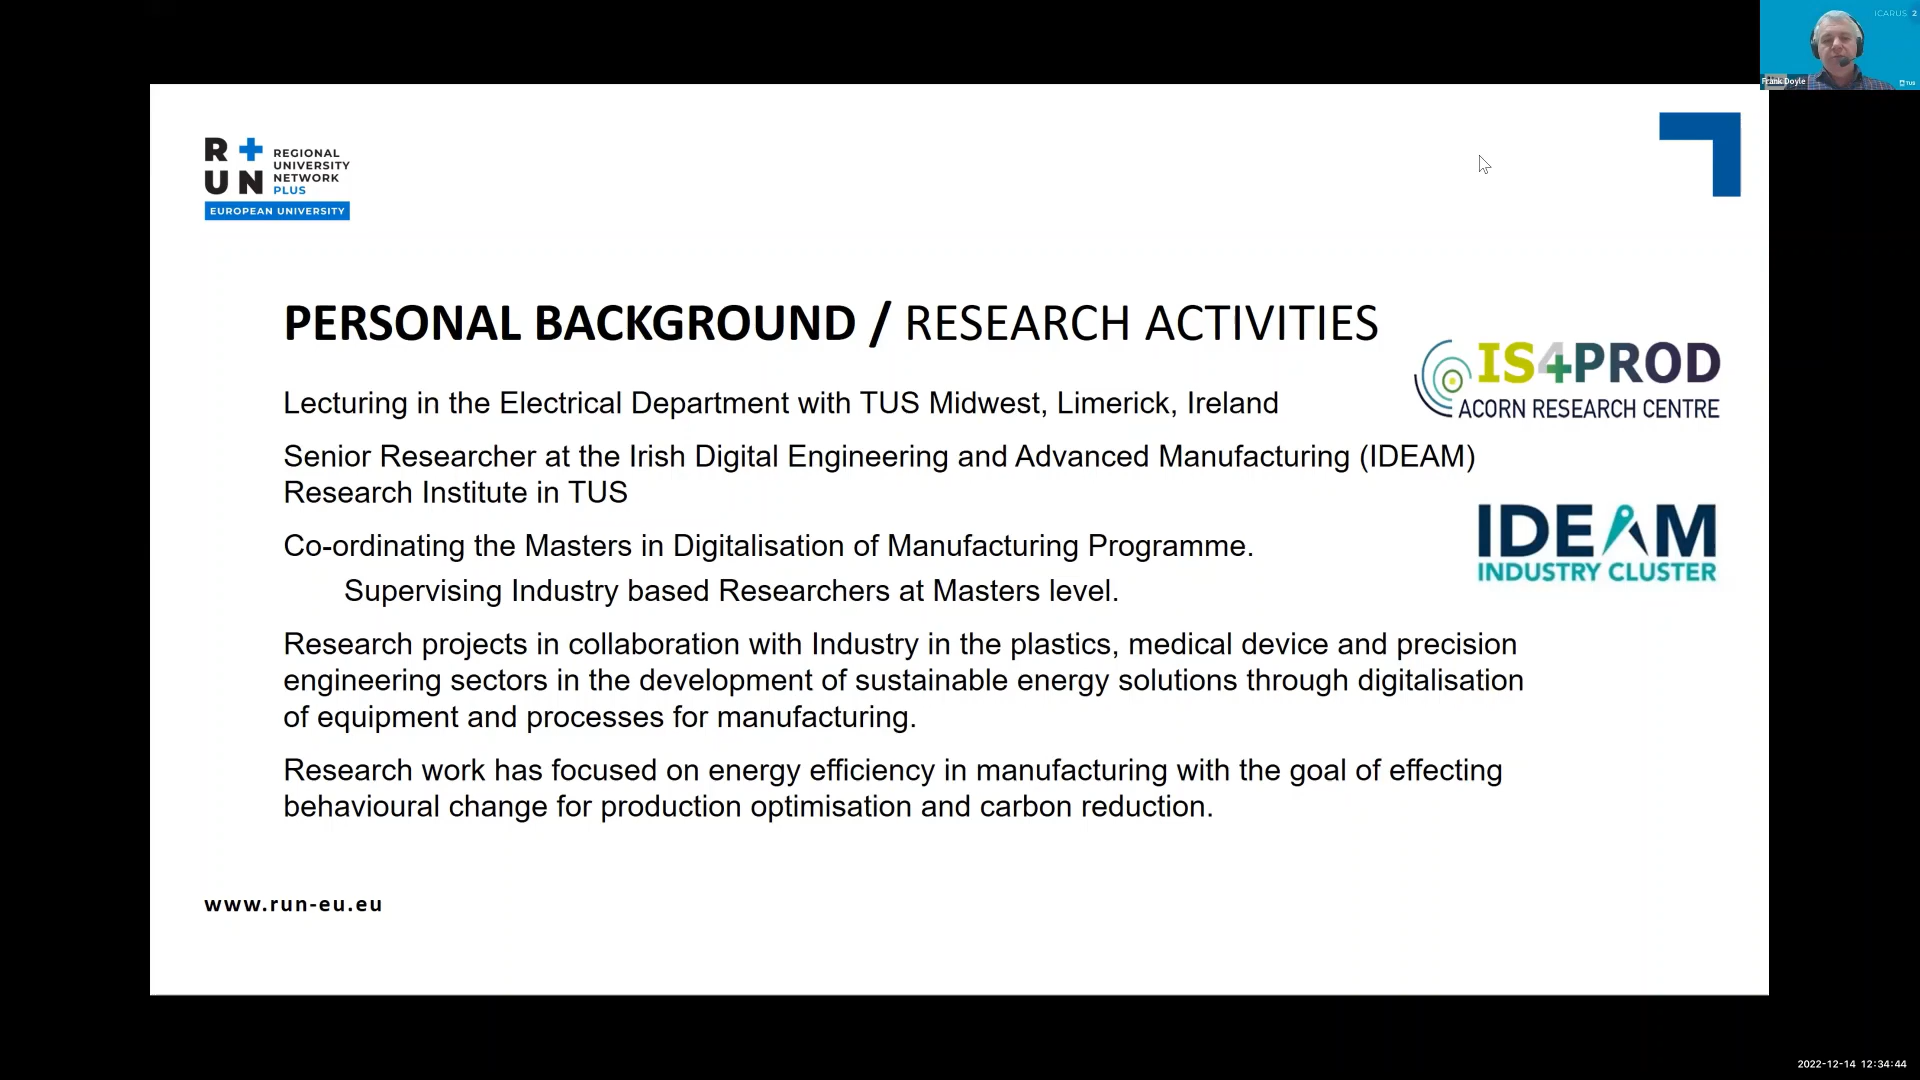 ICARUS 2
Frank Doyle
TUS
R+ REGIONAL
UNIVERSITY
UN NETWORK
PLUS
EUROPEAN UNIVERSITY
PERSONAL BACKGROUND / RESEARCH ACTIVITIES
IS4PROD
ACORN RESEARCH CENTRE
Lecturing in the Electrical Department with TUS Midwest, Limerick, Ireland
Senior Researcher at the Irish Digital Engineering and Advanced Manufacturing (IDEAM)
Research Institute in TUS
IDEAM
INDUSTRY CLUSTER
Co-ordinating the Masters in Digitalisation of Manufacturing Programme.
Supervising Industry based Researchers at Masters level.
Research projects in collaboration with Industry in the plastics, medical device and precision
engineering sectors in the development of sustainable energy solutions through digitalisation
of equipment and processes for manufacturing.
Research work has focused on energy efficiency in manufacturing with the goal of effecting
behavioural change for production optimisation and carbon reduction.
www.run-eu.eu
2022-12-14 12:34:44